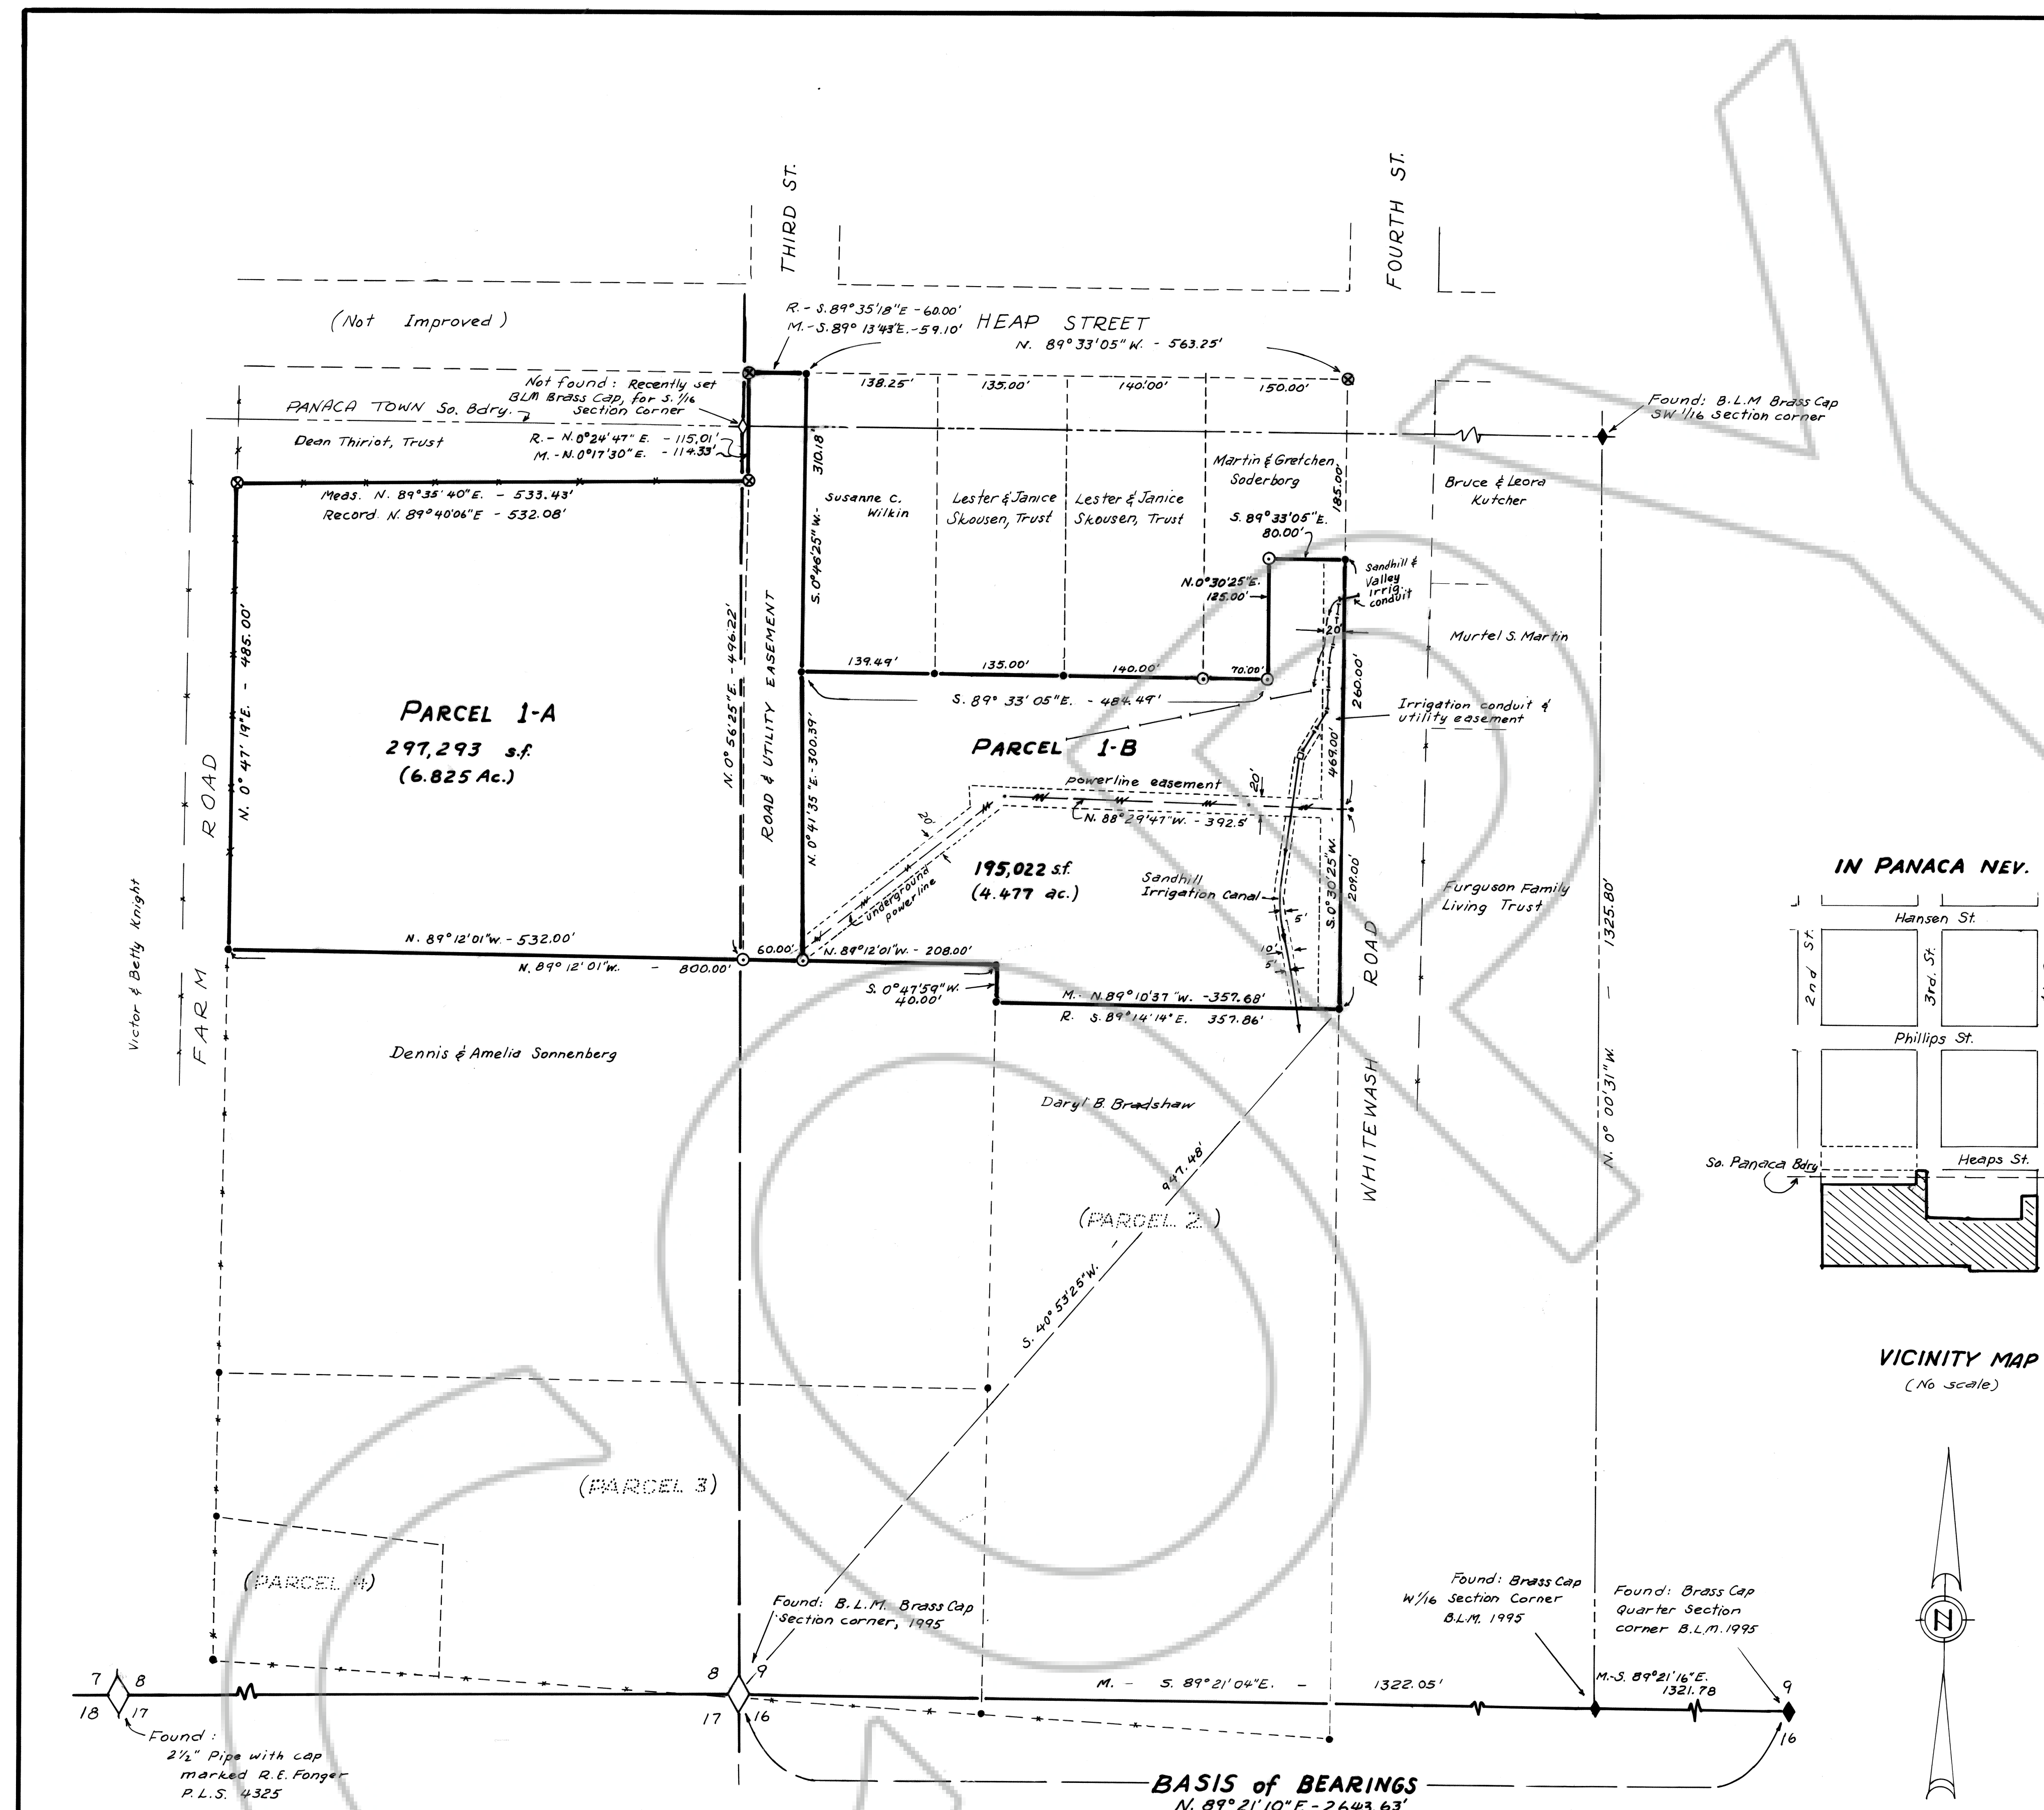 THIRD ST.
FOURTH ST.
(Not Improved)
R.- S.89°35'18"E -60.00'
M.-S.89°13'43"E.-59.10'
HEAP STREET
N. 89°33'05"W. - 563.25'
Not found: Recently set
BLM Brass Cap, for S. 1/16
Section Corner
PANACA TOWN So. Bdry.
Dean Thiriot, Trust
R.- N.0°24'47"E. - 115.01'
M.- N.0°17'30"E. - 114.33'
138.25'
135.00'
140.00'
150.00'
Found: B.L.M Brass Cap
SW 1/16 section corner
Meas. N. 89°35'40"E. - 533.43'
Record. N. 89°40'06"E - 532.08'
310.18'
S. 0°46'25"W.-
Susanne C.
Wilkin
Lester & Janice
Skousen, Trust
Lester & Janice
Skousen, Trust
Martin & Gretchen
Soderborg
185.00'
S. 89°33'05"E.
80.00'
Bruce & Leora
Kutcher
N.0°30'25"E.
125.00'
Sandhill &
Valley
Irrig.
conduit
20'
Murtel S. Martin
139.49'
135.00'
140.00'
70.00'
S. 89° 33' 05"E. - 484.49'
260.00'
Irrigation conduit &
utility easement
PARCEL 1-A
297,293 s.f.
(6.825 Ac.)
N. 0° 47' 19"E. - 485.00'
N.0° 56'25"E. - 496.22'
ROAD & UTILITY EASEMENT
N. 0°41'35"E.-300.39'
PARCEL 1-B
powerline easement
20'
N. 88°29'47"W. - 392.5'
20'
underground
powerline
195,022 s.f.
(4.477 ac.)
Sandhill
Irrigation Canal
5'
10'
5'
S.0°30'25"W. - 469.00'
209.00'
Furguson Family
Living Trust
FARM ROAD
Victor & Betty Knight
N. 89°12'01"W. - 532.00'
N. 89°12'01"W. - 800.00'
60.00'
N. 89°12'01"W. - 208.00'
S. 0°47'59"W.
40.00'
M. N.89°10'37"W. -357.68'
R. S.89°14'14"E. 357.86'
WHITEWASH ROAD
N. 0° 00'31"W. — 1325.80'
Dennis & Amelia Sonnenberg
Daryl B. Bradshaw
S. 40°53'25"W. - 947.48'
(PARCEL 2)
(PARCEL 3)
(PARCEL 4)
IN PANACA NEV.
Hansen St.
2nd St.
3rd. St.
Phillips St.
So. Panaca Bdry
Heaps St.
VICINITY MAP
(No scale)
N
Found: B.L.M. Brass Cap
section corner, 1995
Found: Brass Cap
W 1/16 Section Corner
B.L.M. 1995
Found: Brass Cap
Quarter Section
corner B.L.M. 1995
7 8
18 17
8 9
17 16
M. - S. 89°21'04"E. - 1322.05'
M.-S. 89°21'16"E.
1321.78
9
16
Found:
2½" Pipe with cap
marked R.E. Fonger
P.L.S. 4325
BASIS of BEARINGS
N. 89°21'10"E - 2643.63'